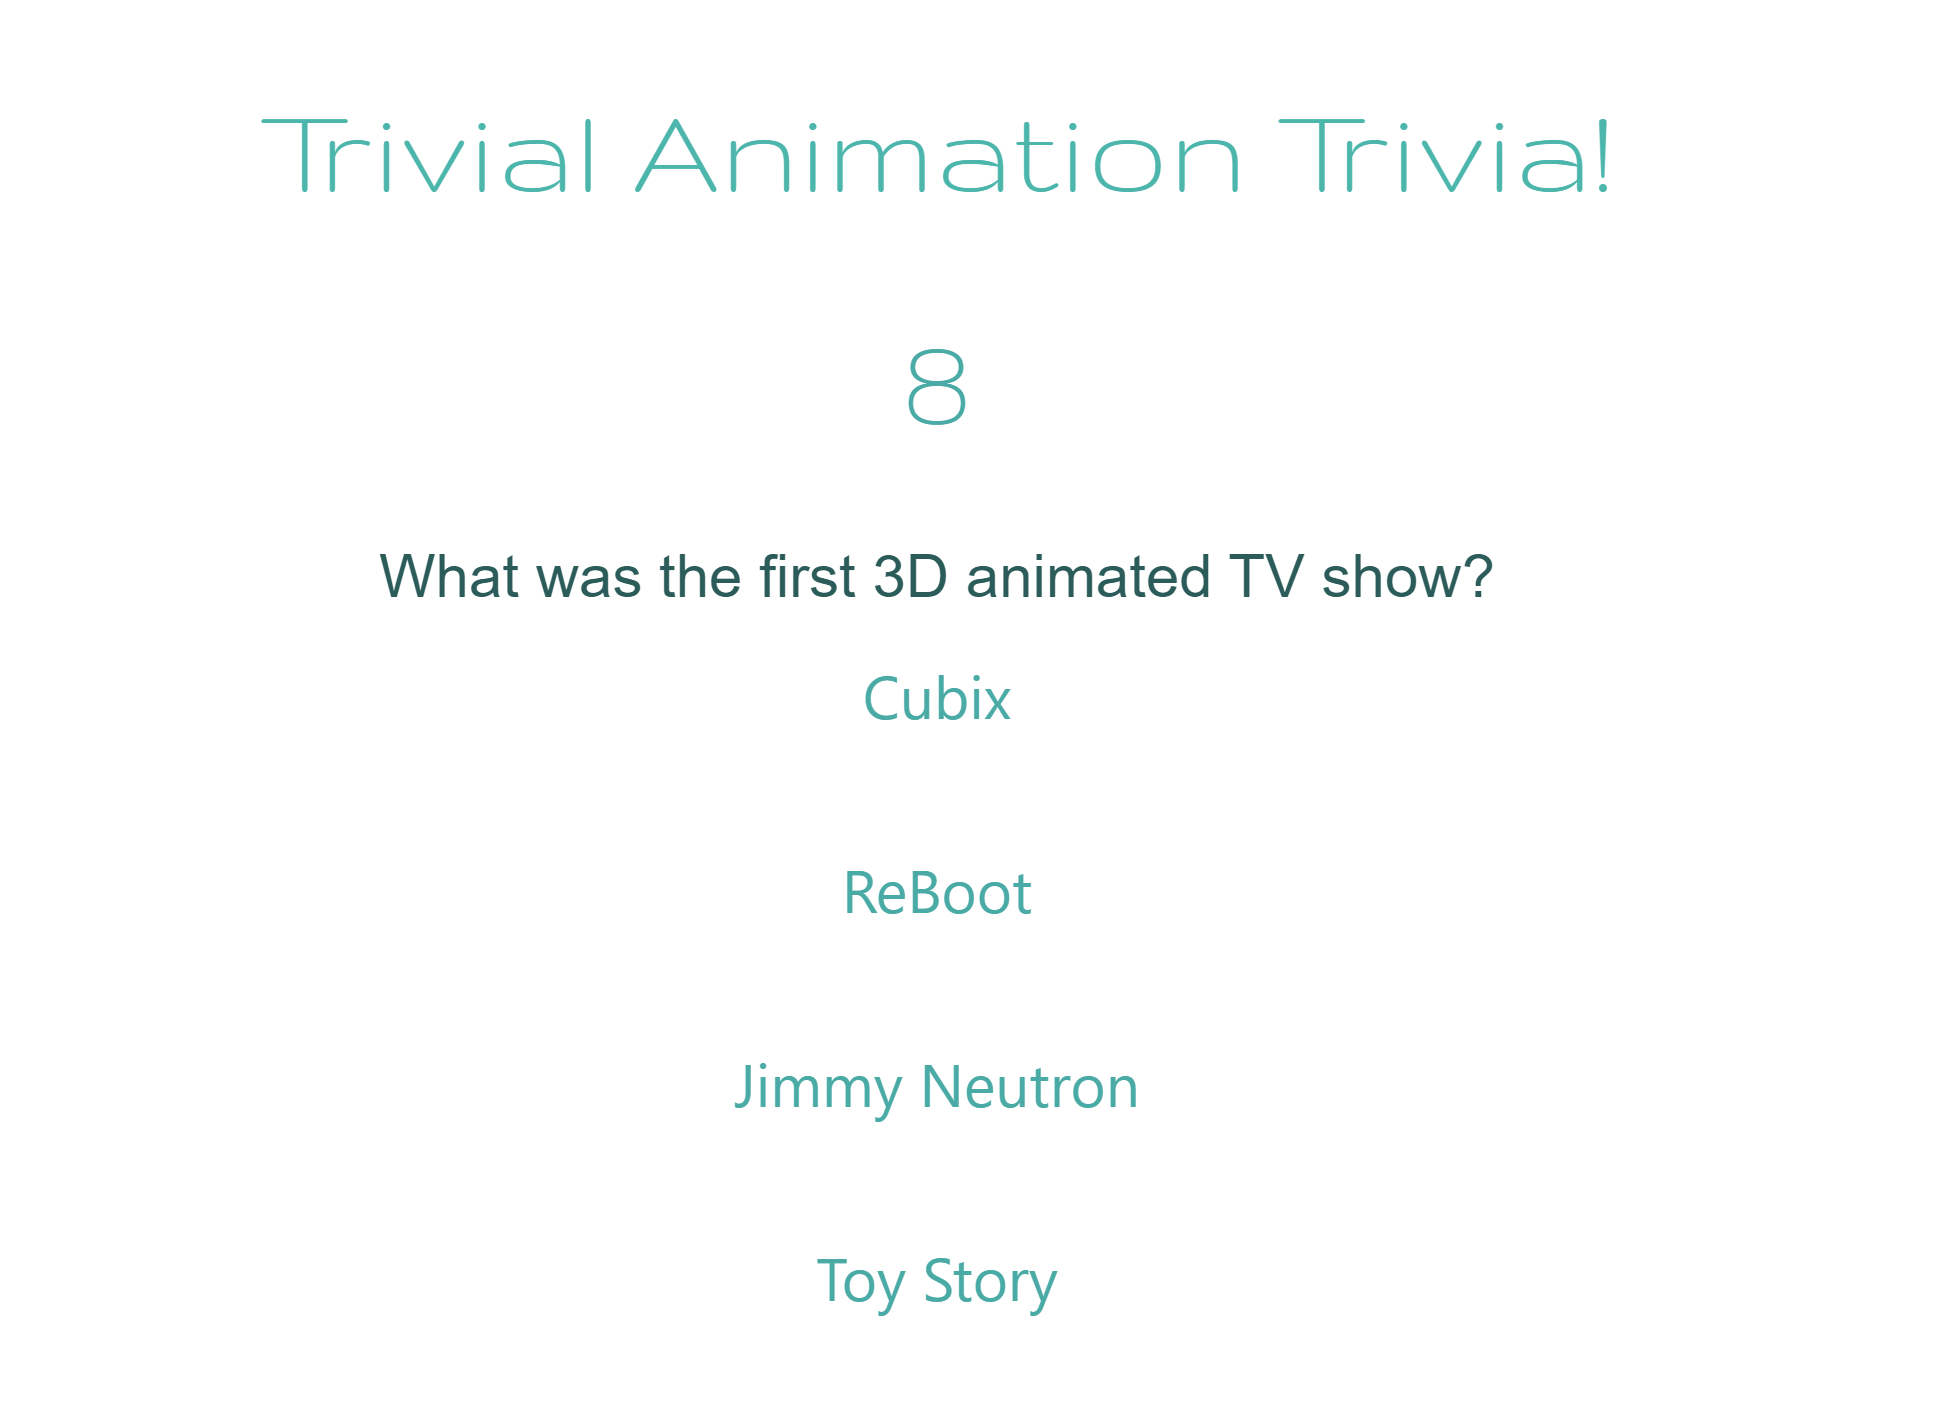 Trivial Animation Trivia!
8
What was the first 3D animated TV show?
Cubix
ReBoot
Jimmy Neutron
Toy Story